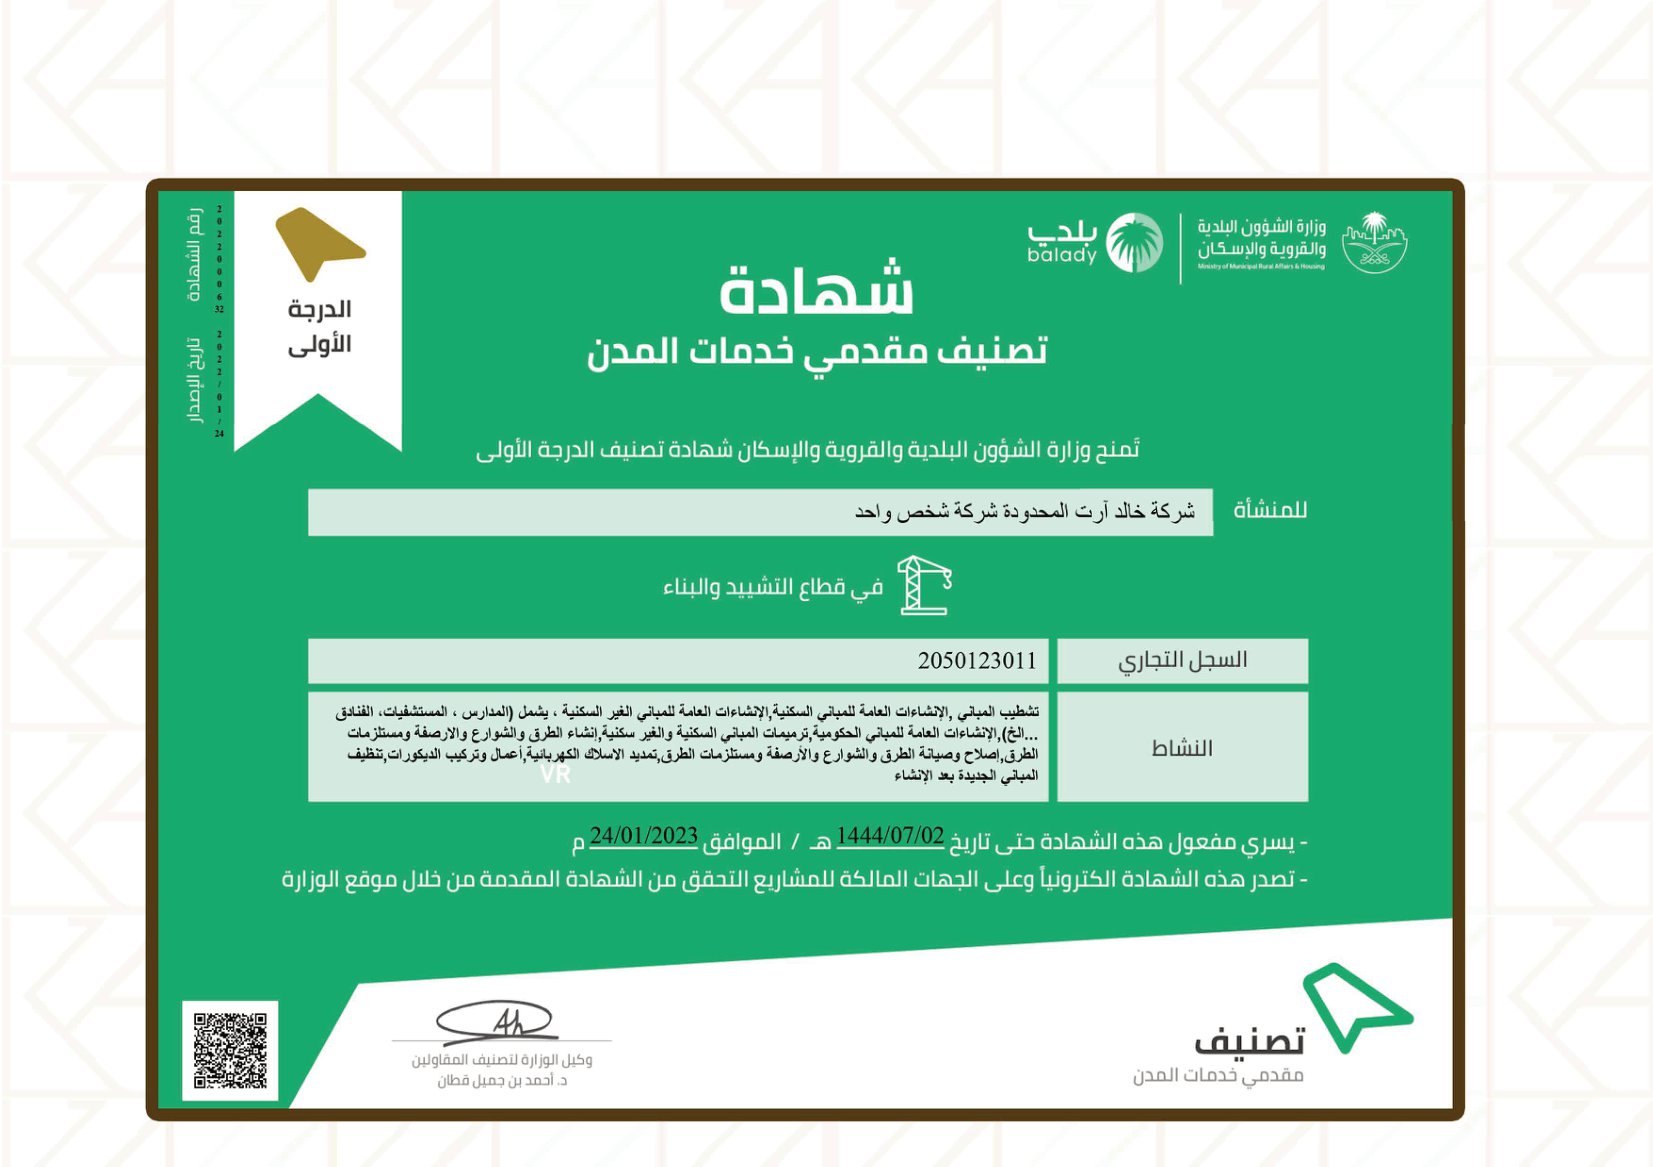 وزارة الشؤون البلدية
والقروية والإسكان
Ministry of Municipal Rural Affairs & Housing
بلدي
balady
رقم الشهادة 20220000632
تاريخ الإصدار 2022/01/24
الدرجة
الأولى
شهادة
تصنيف مقدمي خدمات المدن
تَمنح وزارة الشؤون البلدية والقروية والإسكان شهادة تصنيف الدرجة الأولى
للمنشأة شركة خالد آرت المحدودة شركة شخص واحد
في قطاع التشييد والبناء
السجل التجاري 2050123011
النشاط
تشطيب المباني ,الإنشاءات العامة للمباني السكنية,الإنشاءات العامة للمباني الغير السكنية ، يشمل (المدارس ، المستشفيات، الفنادق
...الخ),الإنشاءات العامة للمباني الحكومية,ترميمات المباني السكنية والغير سكنية,إنشاء الطرق والشوارع والارصفة ومستلزمات
الطرق,إصلاح وصيانة الطرق والشوارع والأرصفة ومستلزمات الطرق,تمديد الاسلاك الكهربائية,أعمال وتركيب الديكورات,تنظيف
المباني الجديدة بعد الإنشاء
VR
- يسري مفعول هذه الشهادة حتى تاريخ 1444/07/02 هـ / الموافق 24/01/2023 م
- تصدر هذه الشهادة الكترونياً وعلى الجهات المالكة للمشاريع التحقق من الشهادة المقدمة من خلال موقع الوزارة
تصنيف
مقدمي خدمات المدن
وكيل الوزارة لتصنيف المقاولين
د. أحمد بن جميل قطان